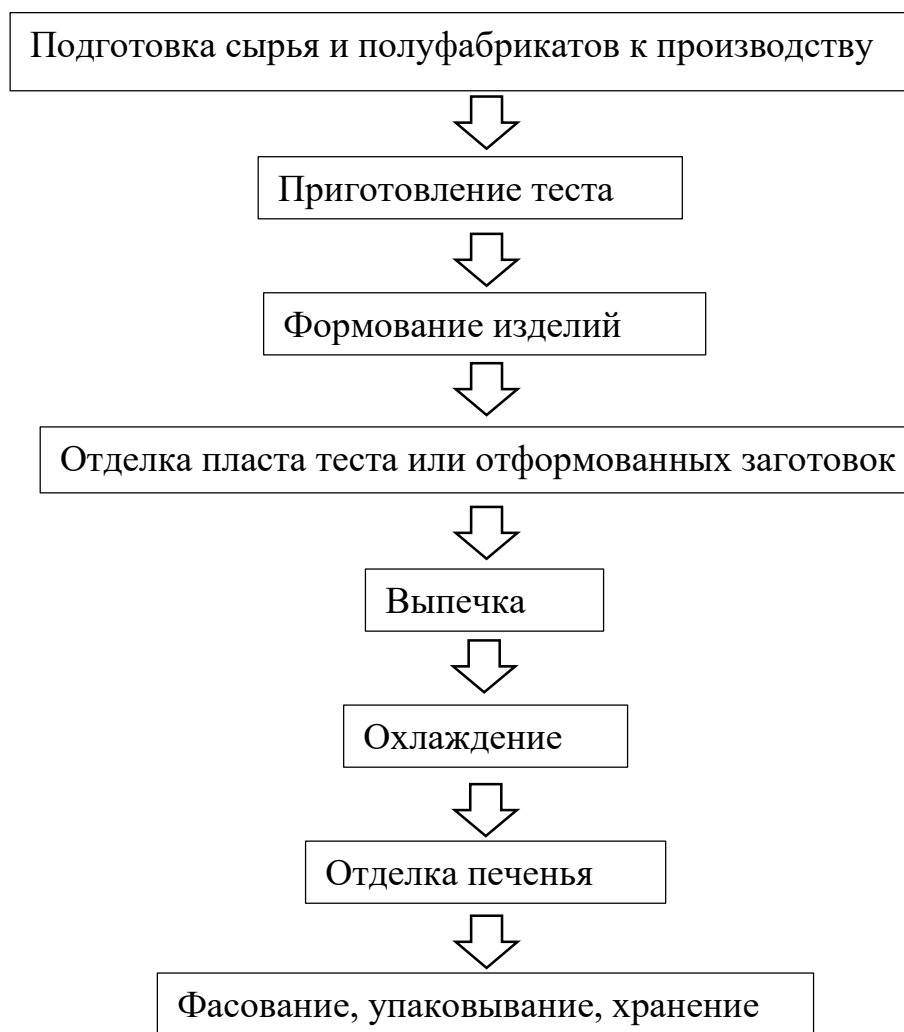 Подготовка сырья и полуфабрикатов к производству
Приготовление теста
Формование изделий
Отделка пласта теста или отформованных заготовок
Выпечка
Охлаждение
Отделка печенья
Фасование, упаковывание, хранение